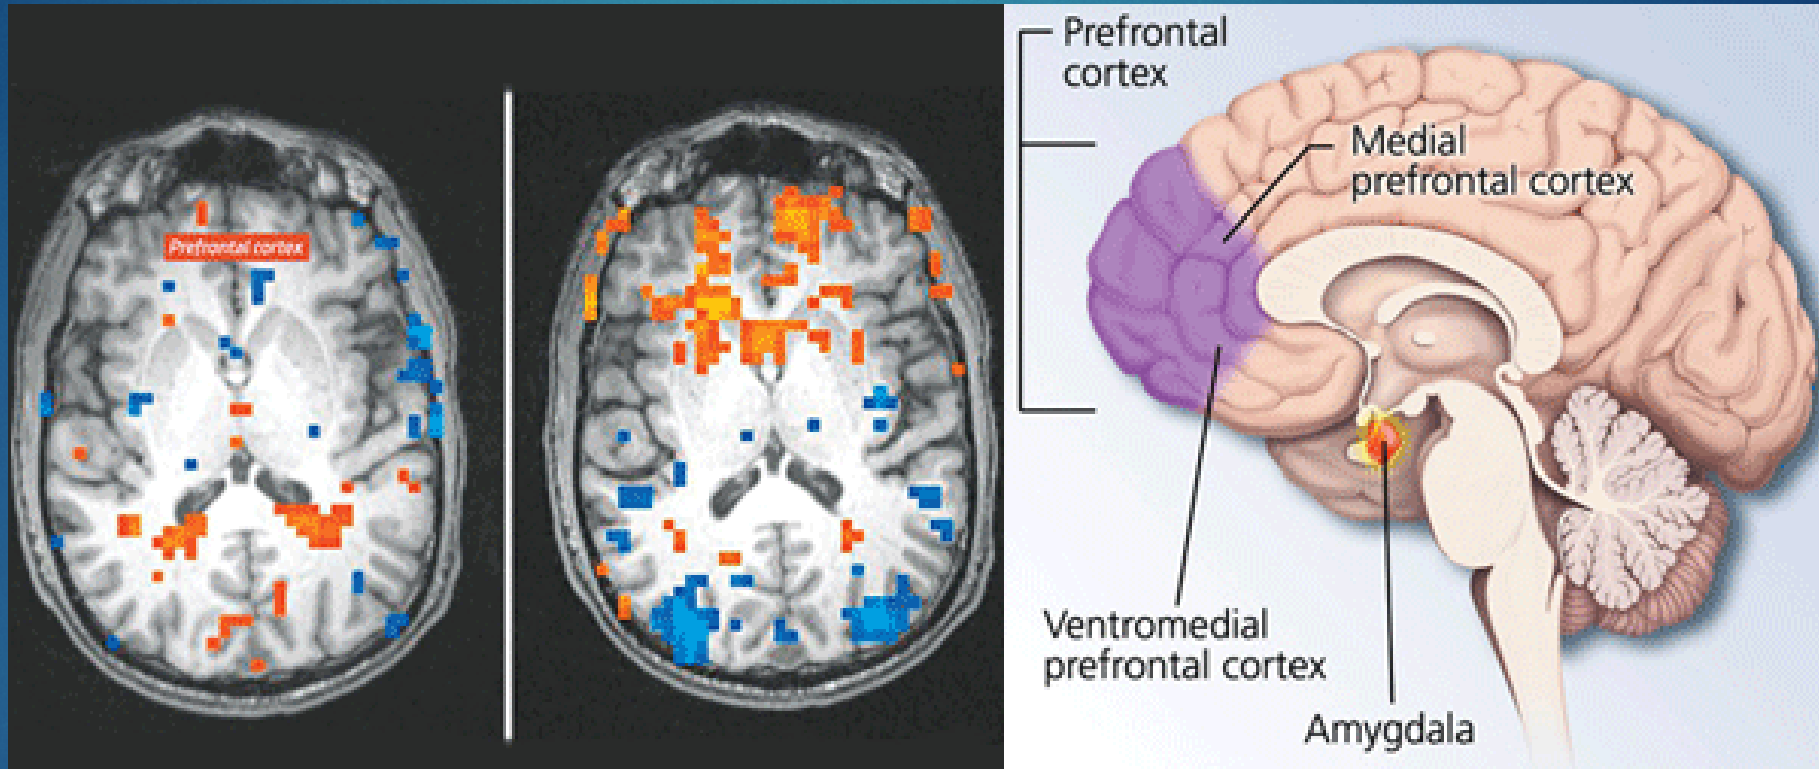 Prefrontal cortex
Prefrontal
cortex
Medial
prefrontal cortex
Ventromedial
prefrontal cortex
Amygdala